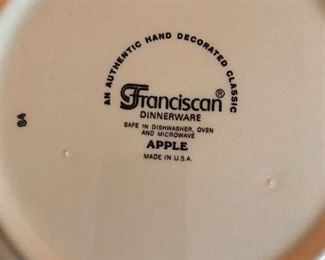 AN AUTHENTIC HAND DECORATED CLASSIC
Franciscan®
DINNERWARE
SAFE IN DISHWASHER, OVEN
AND MICROWAVE
APPLE
MADE IN U.S.A.
84